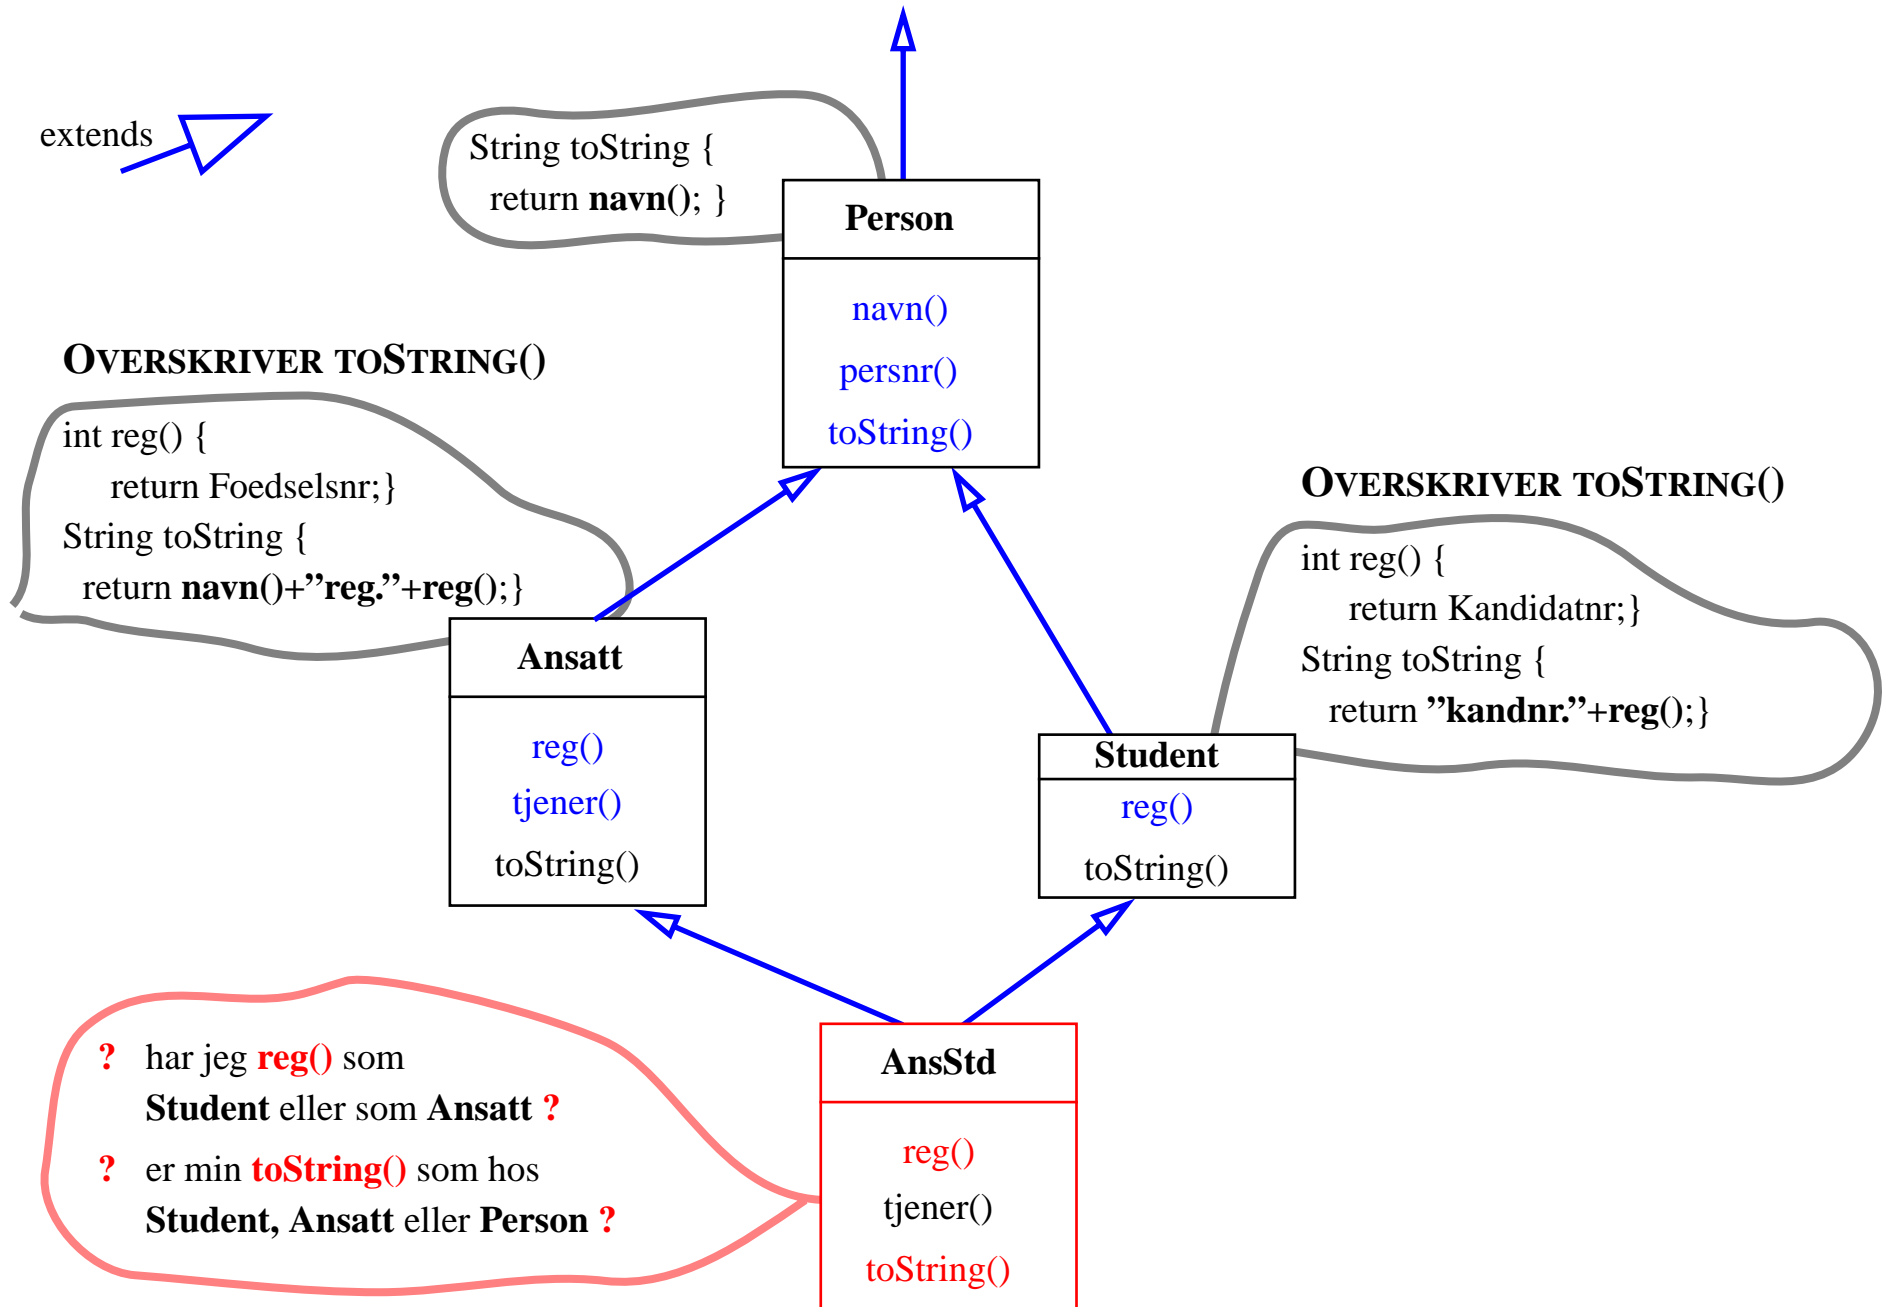 extends
String toString {
return navn(); }
Person
navn()
persnr()
toString()
OVERSKRIVER TOSTRING()
int reg() {
return Foedselsnr;}
String toString {
return navn()+”reg.”+reg();}
Ansatt
reg()
tjener()
toString()
OVERSKRIVER TOSTRING()
int reg() {
return Kandidatnr;}
String toString {
return ”kandnr.”+reg();}
Student
reg()
toString()
? har jeg reg() som
Student eller som Ansatt ?
? er min toString() som hos
Student, Ansatt eller Person ?
AnsStd
reg()
tjener()
toString()